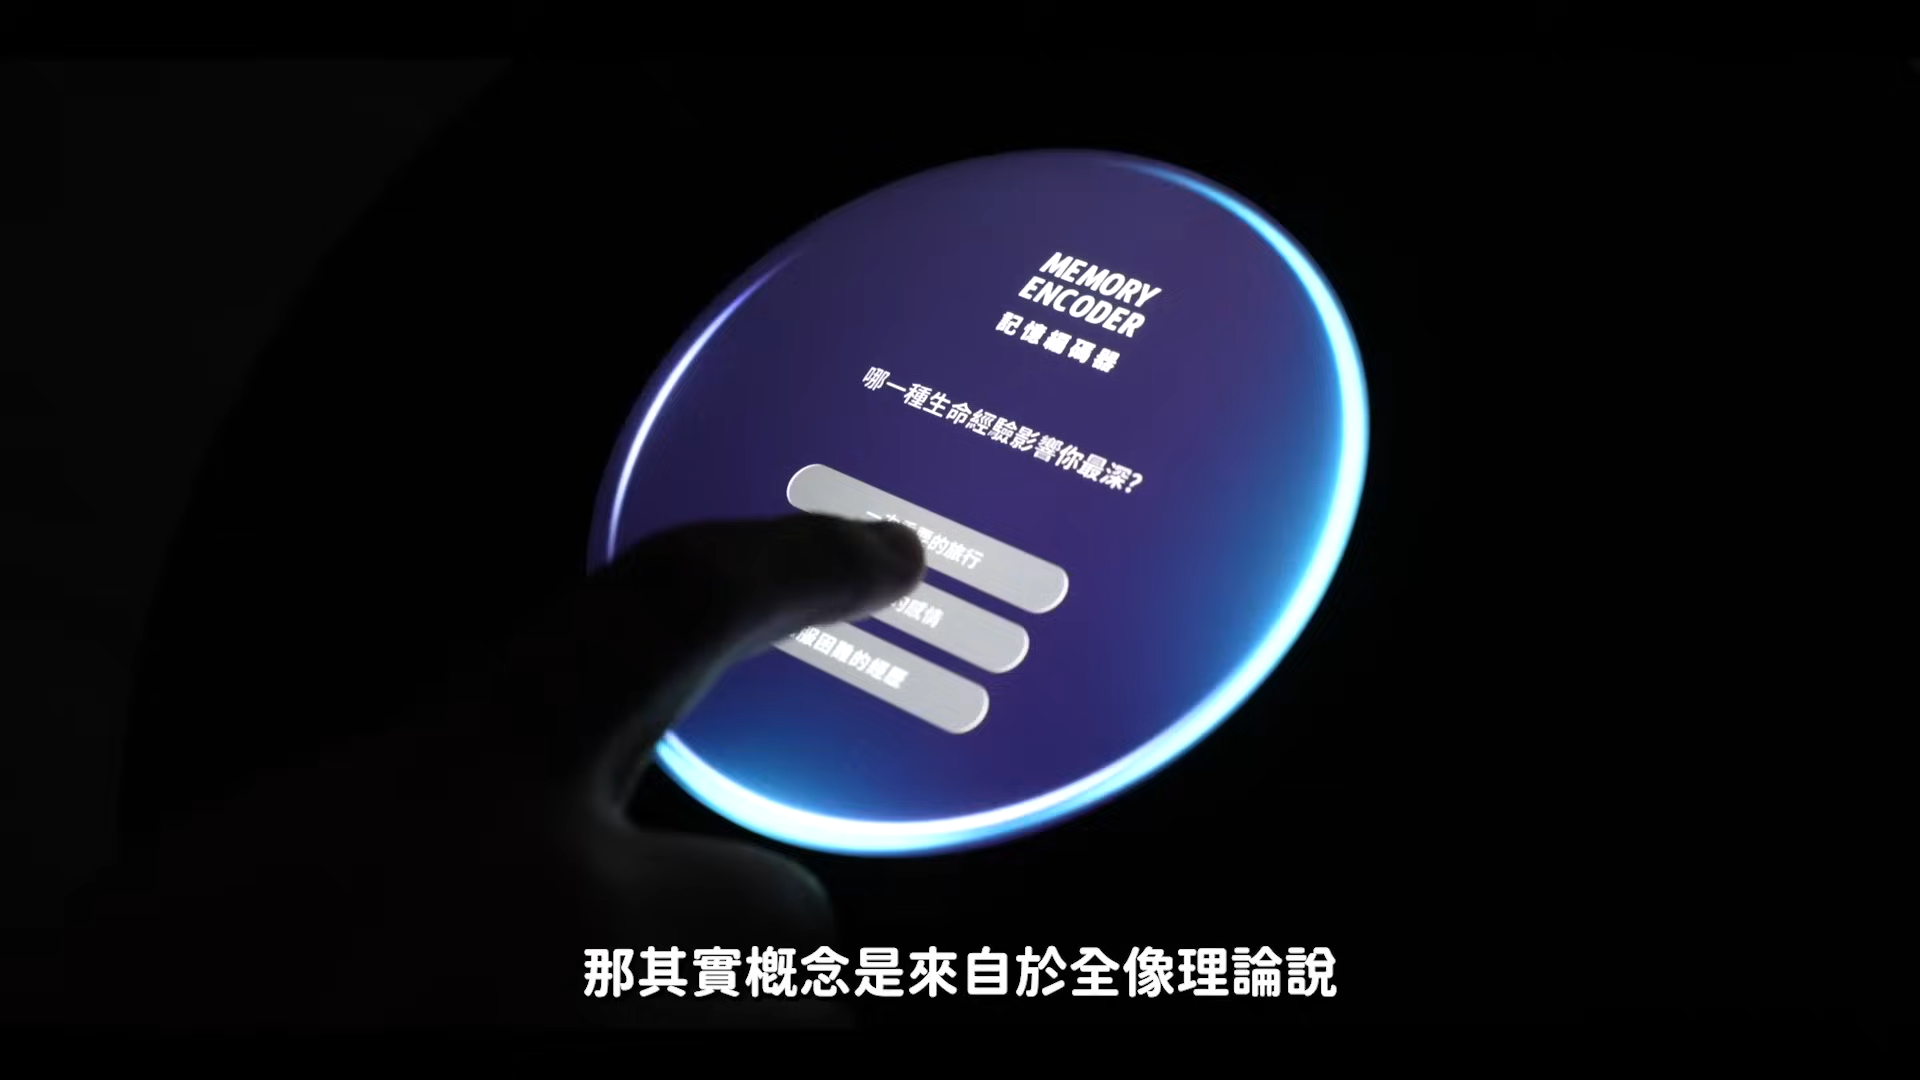 MEMORY
ENCODER
記憶編碼器
哪一種生命經驗影響你最深?
的旅行
的感情
困難的經歷
那其實概念是來自於全像理論說